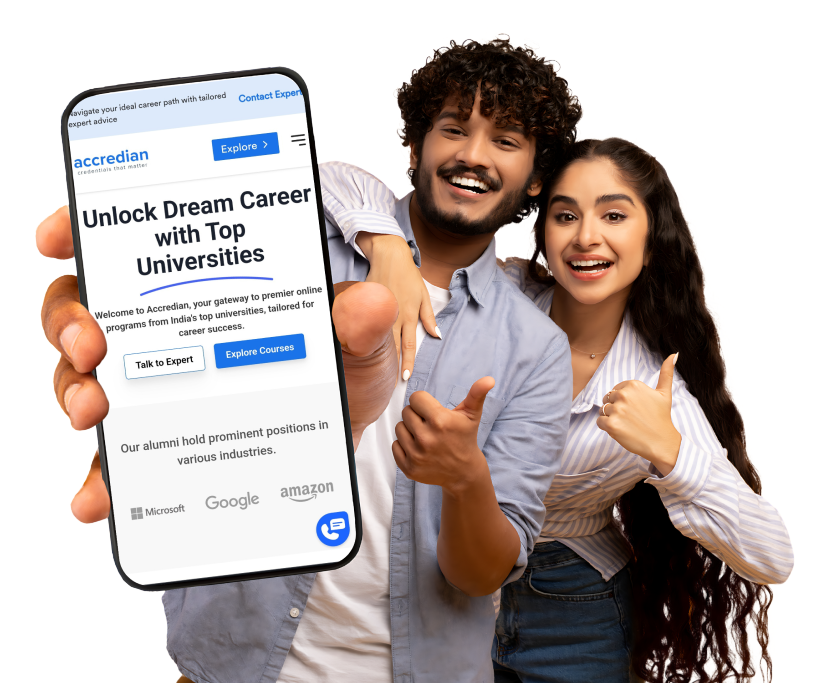 Navigate your ideal career path with tailored
expert advice
Contact Expert
accredian
credentials that matter
Explore
Unlock Dream Career
with Top
Universities
Welcome to Accredian, your gateway to premier online
programs from India's top universities, tailored for
career success.
Talk to Expert
Explore Courses
Our alumni hold prominent positions in
various industries.
Microsoft
Google
amazon